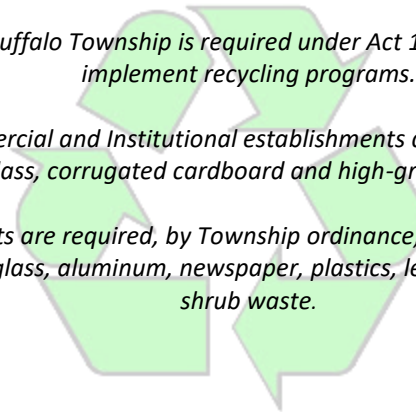 uffalo Township is required under Act 1
implement recycling programs.
ercial and Institutional establishments
ass, corrugated cardboard and high-gr
ts are required, by Township ordinance,
glass, aluminum, newspaper, plastics, le
shrub waste.